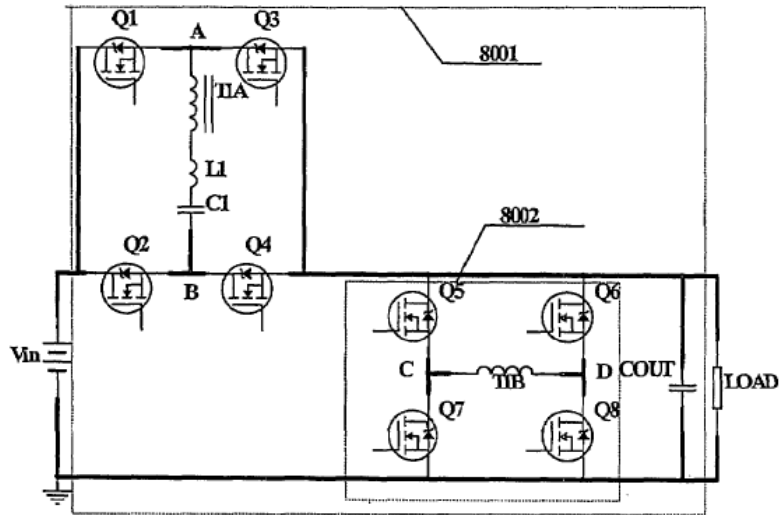 Q1 A Q3
8001
T1A
L1
C1
8002
Q2 Q4
B
Q5 Q6
Vin
C T1B D COUT LOAD
Q7 Q8